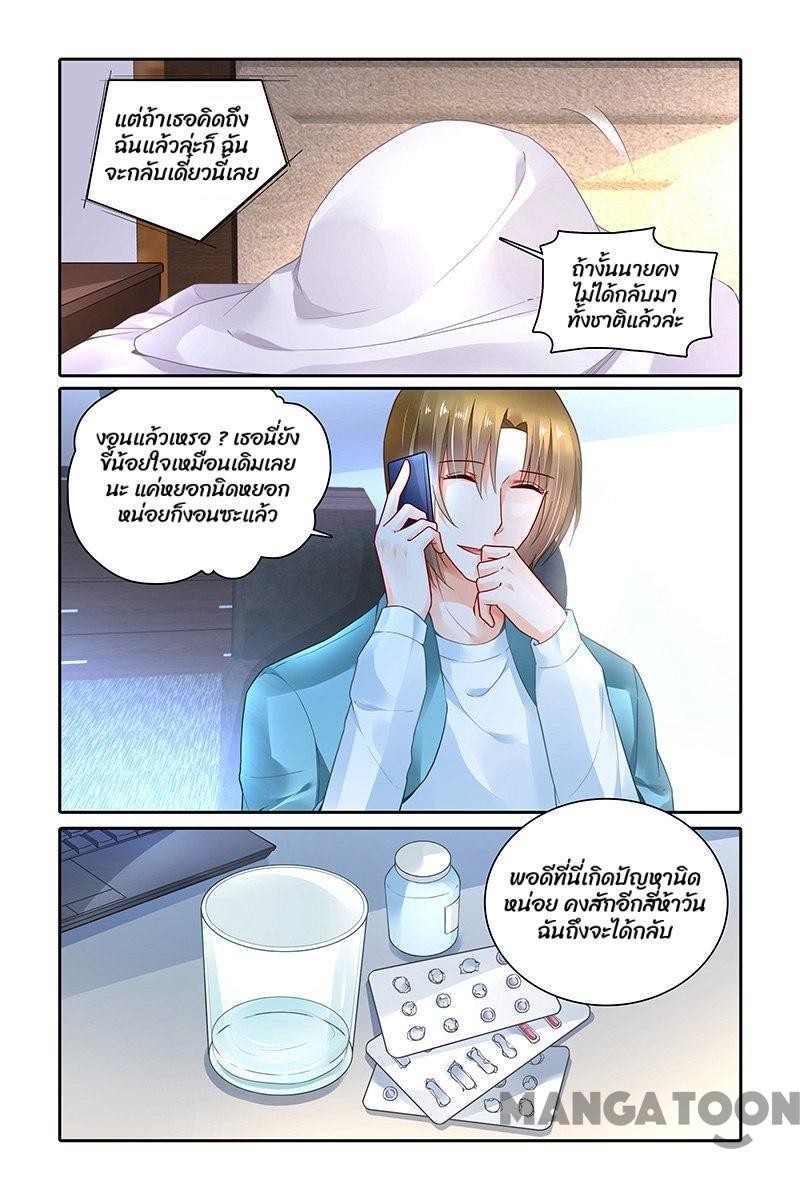 แต่ถ้าเธอคิดถึง
ฉันแล้วล่ะก็ ฉัน
จะกลับเดี๋ยวนี้เลย
ถ้างั้นนายคง
ไม่ได้กลับมา
ทั้งชาติแล้วล่ะ
งอนแล้วเหรอ ? เธอนี่ยัง
ขี้น้อยใจเหมือนเดิมเลย
นะ แค่หยอกนิดหยอก
หน่อยก็งอนซะแล้ว
พอดีที่นี่เกิดปัญหานิด
หน่อย คงสักอีกสี่ห้าวัน
ฉันถึงจะได้กลับ
MANGATOON